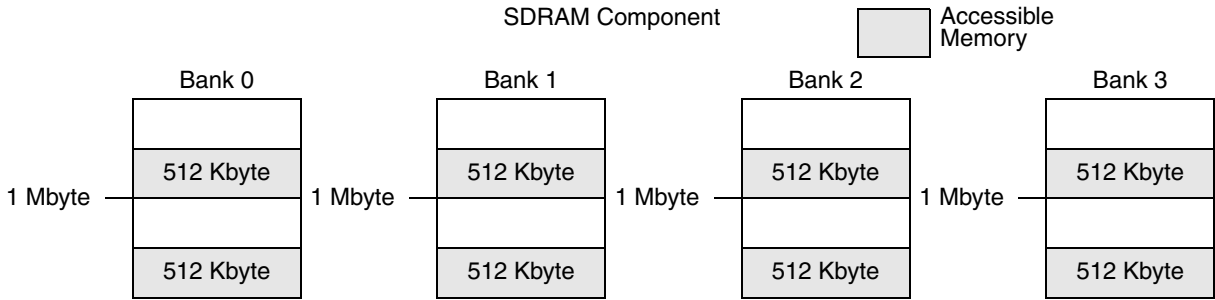 SDRAM Component
Accessible
Memory
Bank 0
Bank 1
Bank 2
Bank 3
512 Kbyte
512 Kbyte
512 Kbyte
512 Kbyte
1 Mbyte
1 Mbyte
1 Mbyte
1 Mbyte
512 Kbyte
512 Kbyte
512 Kbyte
512 Kbyte